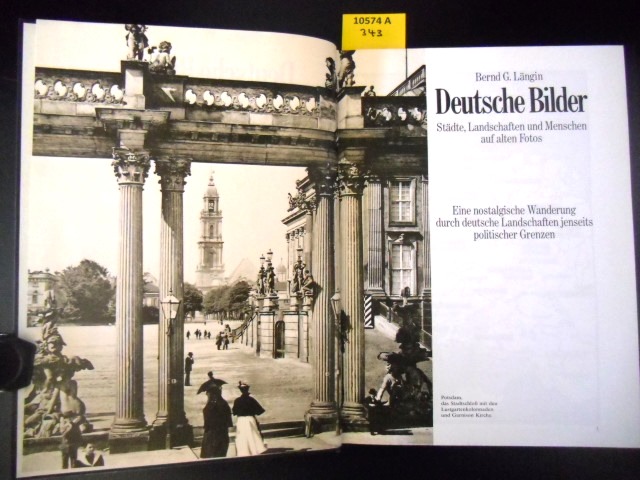 10574 A
343
Bernd G. Längin
Deutsche Bilder
Städte, Landschaften und Menschen
auf alten Fotos
Eine nostalgische Wanderung
durch deutsche Landschaften jenseits
politischer Grenzen
Potsdam,
das Stadtschloß mit den
Lustgartenkolonnaden
und Garnison Kirche.